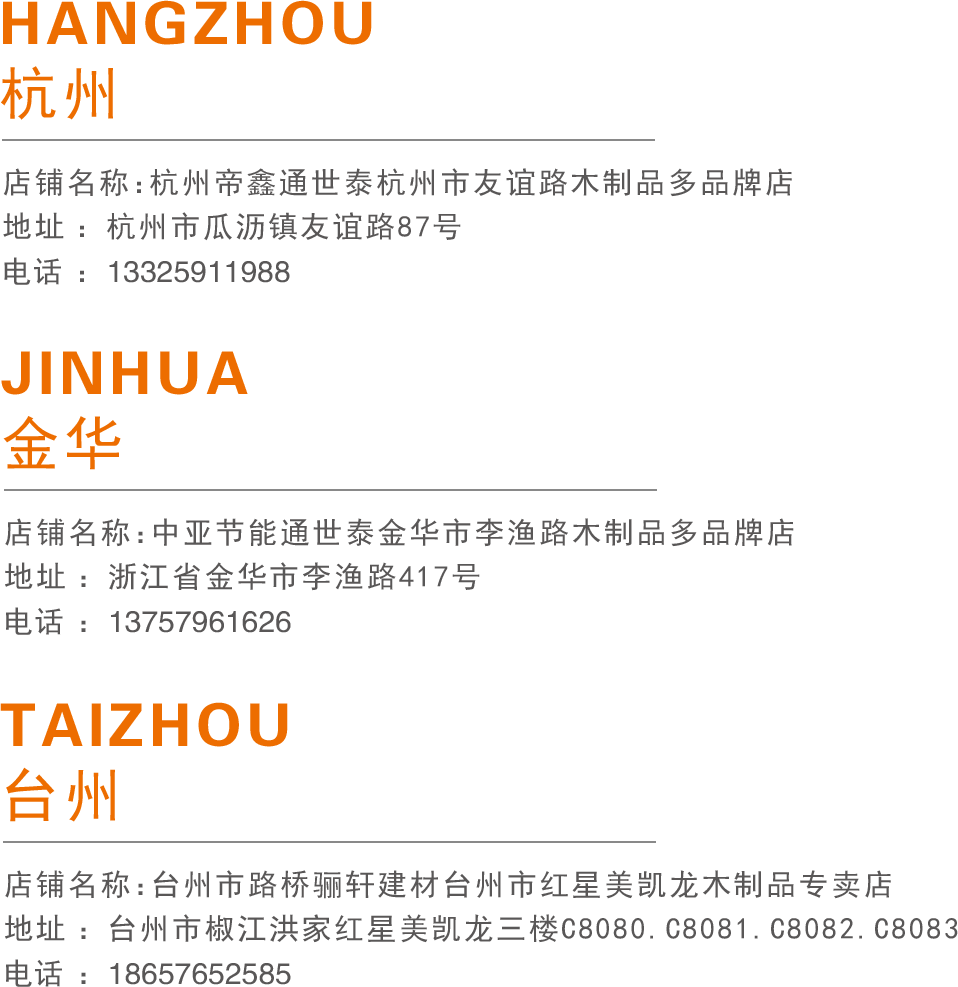 HANGZHOU
杭州
店铺名称:杭州帝鑫通世泰杭州市友谊路木制品多品牌店
地址 : 杭州市瓜沥镇友谊路87号
电话 : 13325911988
JINHUA
金华
店铺名称:中亚节能通世泰金华市李渔路木制品多品牌店
地址 : 浙江省金华市李渔路417号
电话 : 13757961626
TAIZHOU
台州
店铺名称:台州市路桥骊轩建材台州市红星美凯龙木制品专卖店
地址 : 台州市椒江洪家红星美凯龙三楼C8080.C8081.C8082.C8083
电话 : 18657652585